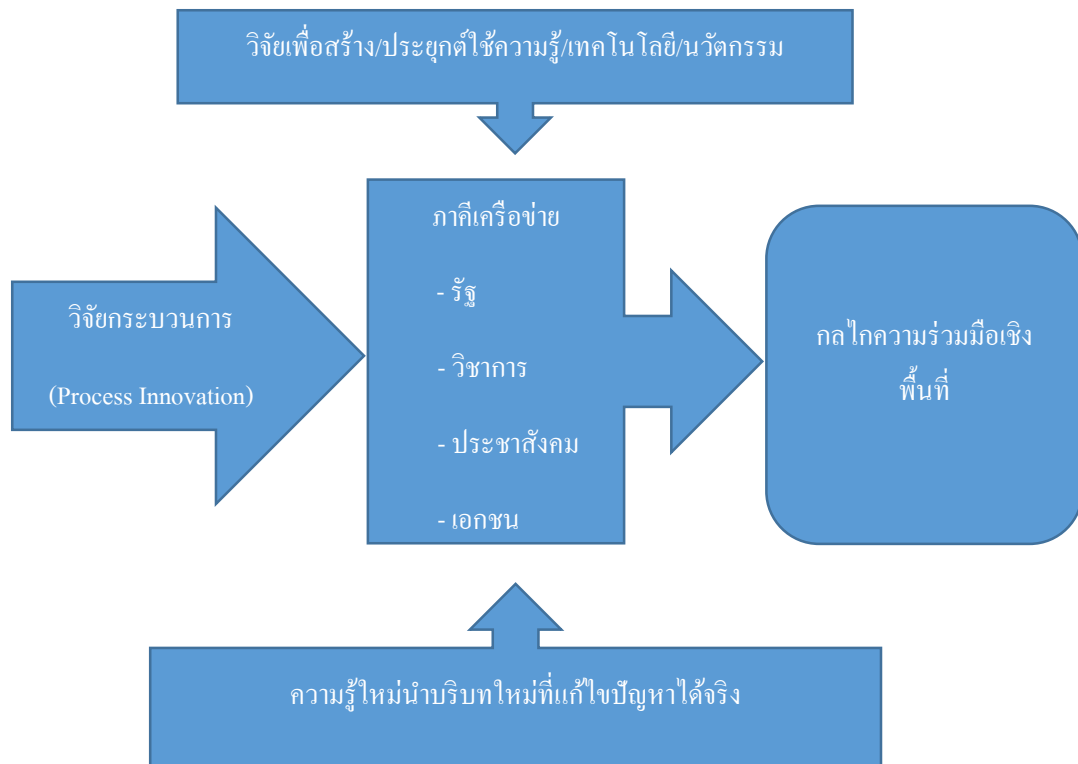 วิจัยเพื่อสร้าง/ประยุกต์ใช้ความรู้/เทคโนโลยี/นวัตกรรม
วิจัยกระบวนการ
(Process Innovation)
ภาคีเครือข่าย
- รัฐ
- วิชาการ
- ประชาสังคม
- เอกชน
กลไกความร่วมมือเชิง
พื้นที่
ความรู้ใหม่นำบริบทใหม่ที่แก้ไขปัญหาได้จริง